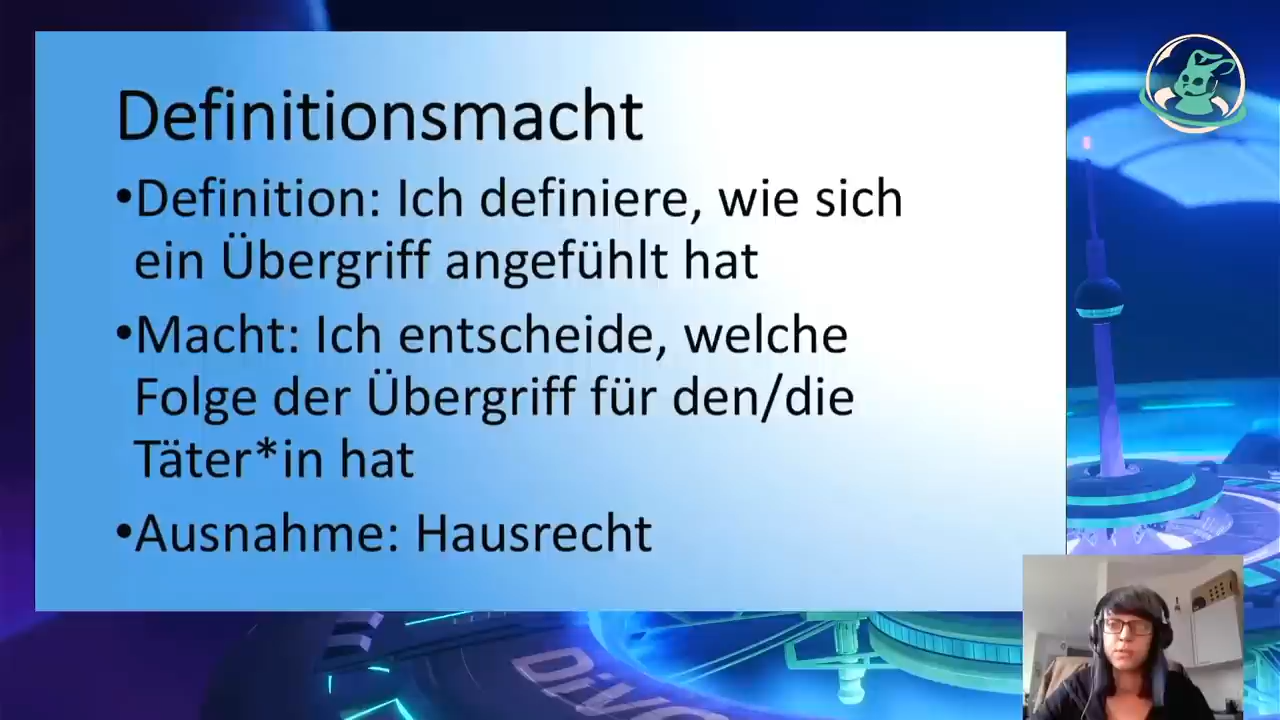 Definitionsmacht
•Definition: Ich definiere, wie sich
ein Übergriff angefühlt hat
•Macht: Ich entscheide, welche
Folge der Übergriff für den/die
Täter*in hat
•Ausnahme: Hausrecht